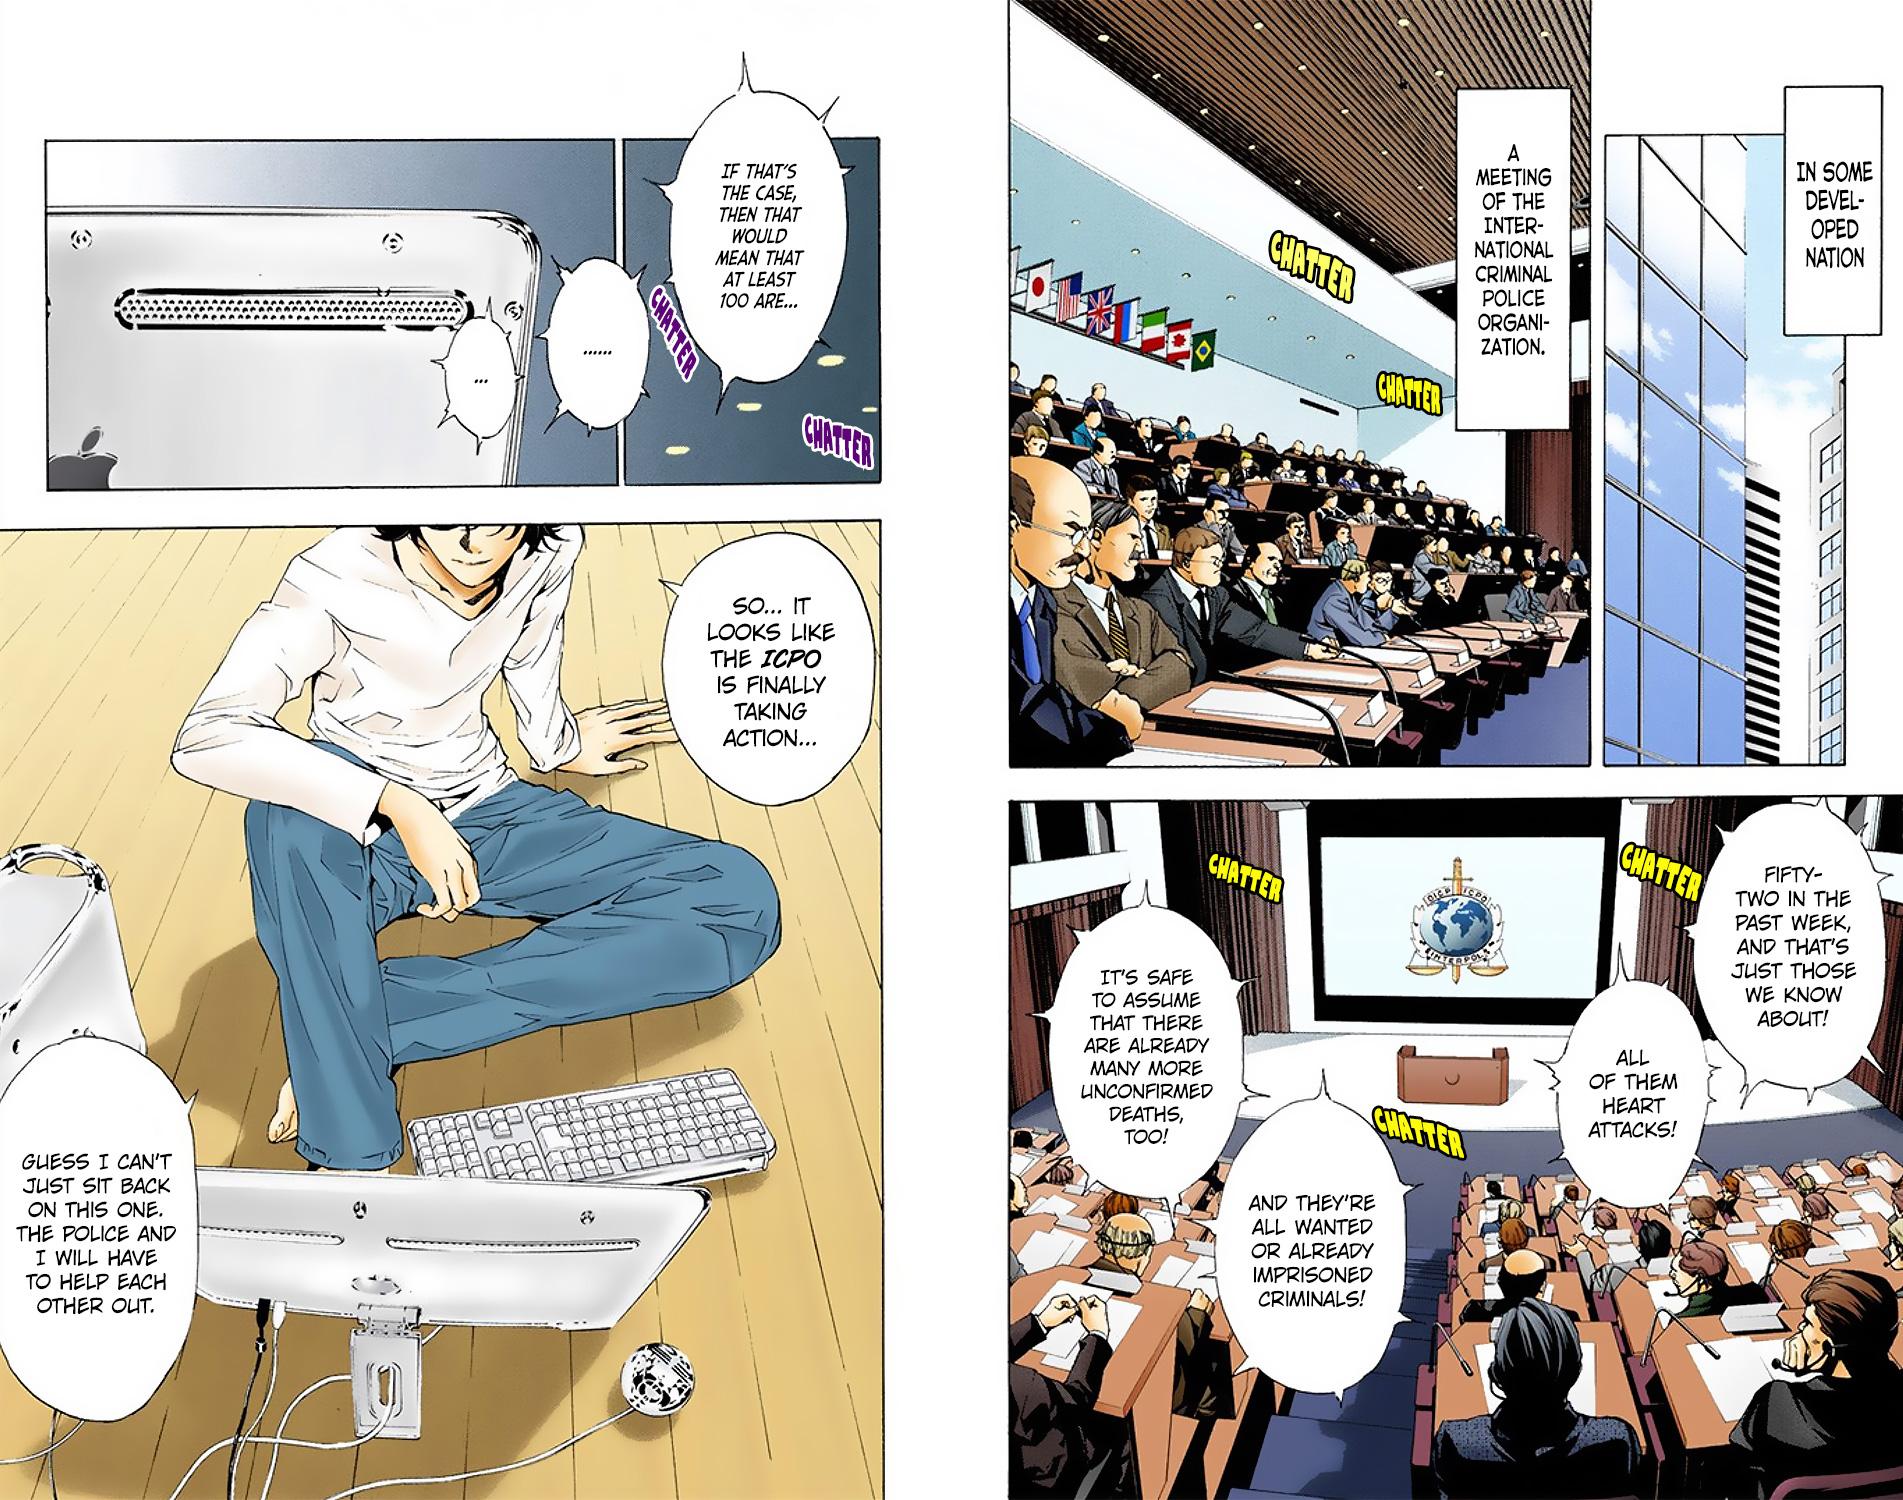 IN SOME
DEVEL-
OPED
NATION
A
MEETING
OF THE
INTER-
NATIONAL
CRIMINAL
POLICE
ORGANI-
ZATION.
CHATTER
CHATTER
FIFTY-
TWO IN THE
PAST WEEK,
AND THAT'S
JUST THOSE
WE KNOW
ABOUT!
CHATTER
ALL
OF THEM
HEART
ATTACKS!
OIPC ICPO
INTERPOL
CHATTER
AND THEY'RE
ALL WANTED
OR ALREADY
IMPRISONED
CRIMINALS!
CHATTER
IT'S SAFE
TO ASSUME
THAT THERE
ARE ALREADY
MANY MORE
UNCONFIRMED
DEATHS,
TOO!
IF THAT'S
THE CASE,
THEN THAT
WOULD
MEAN THAT
AT LEAST
100 ARE...
CHATTER
CHATTER
......
...
SO... IT
LOOKS LIKE
THE ICPO
IS FINALLY
TAKING
ACTION...
GUESS I CAN'T
JUST SIT BACK
ON THIS ONE.
THE POLICE AND
I WILL HAVE
TO HELP EACH
OTHER OUT.